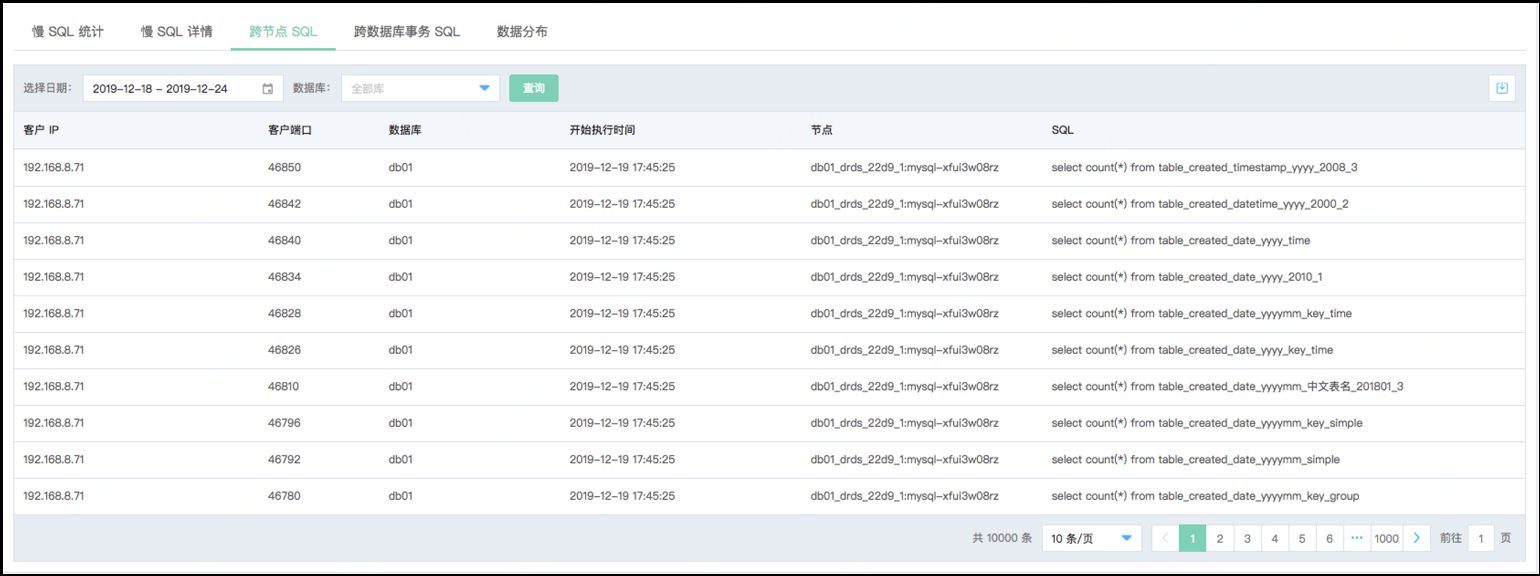 慢 SQL 统计 慢 SQL 详情 跨节点 SQL 跨数据库事务 SQL 数据分布
选择日期: 2019-12-18 - 2019-12-24 数据库: 全部库 查询
客户 IP 客户端口 数据库 开始执行时间 节点 SQL
192.168.8.71 46850 db01 2019-12-19 17:45:25 db01_drds_22d9_1:mysql-xfui3w08rz select count(*) from table_created_timestamp_yyyy_2008_3
192.168.8.71 46842 db01 2019-12-19 17:45:25 db01_drds_22d9_1:mysql-xfui3w08rz select count(*) from table_created_datetime_yyyy_2000_2
192.168.8.71 46840 db01 2019-12-19 17:45:25 db01_drds_22d9_1:mysql-xfui3w08rz select count(*) from table_created_date_yyyy_time
192.168.8.71 46834 db01 2019-12-19 17:45:25 db01_drds_22d9_1:mysql-xfui3w08rz select count(*) from table_created_date_yyyy_2010_1
192.168.8.71 46828 db01 2019-12-19 17:45:25 db01_drds_22d9_1:mysql-xfui3w08rz select count(*) from table_created_date_yyyymm_key_time
192.168.8.71 46826 db01 2019-12-19 17:45:25 db01_drds_22d9_1:mysql-xfui3w08rz select count(*) from table_created_date_yyyy_key_time
192.168.8.71 46810 db01 2019-12-19 17:45:25 db01_drds_22d9_1:mysql-xfui3w08rz select count(*) from table_created_date_yyyymm_中文表名_201801_3
192.168.8.71 46796 db01 2019-12-19 17:45:25 db01_drds_22d9_1:mysql-xfui3w08rz select count(*) from table_created_date_yyyymm_key_simple
192.168.8.71 46792 db01 2019-12-19 17:45:25 db01_drds_22d9_1:mysql-xfui3w08rz select count(*) from table_created_date_yyyymm_simple
192.168.8.71 46780 db01 2019-12-19 17:45:25 db01_drds_22d9_1:mysql-xfui3w08rz select count(*) from table_created_date_yyyymm_key_group
共 10000 条 10 条/页 1 2 3 4 5 6 ••• 1000 前往 1 页